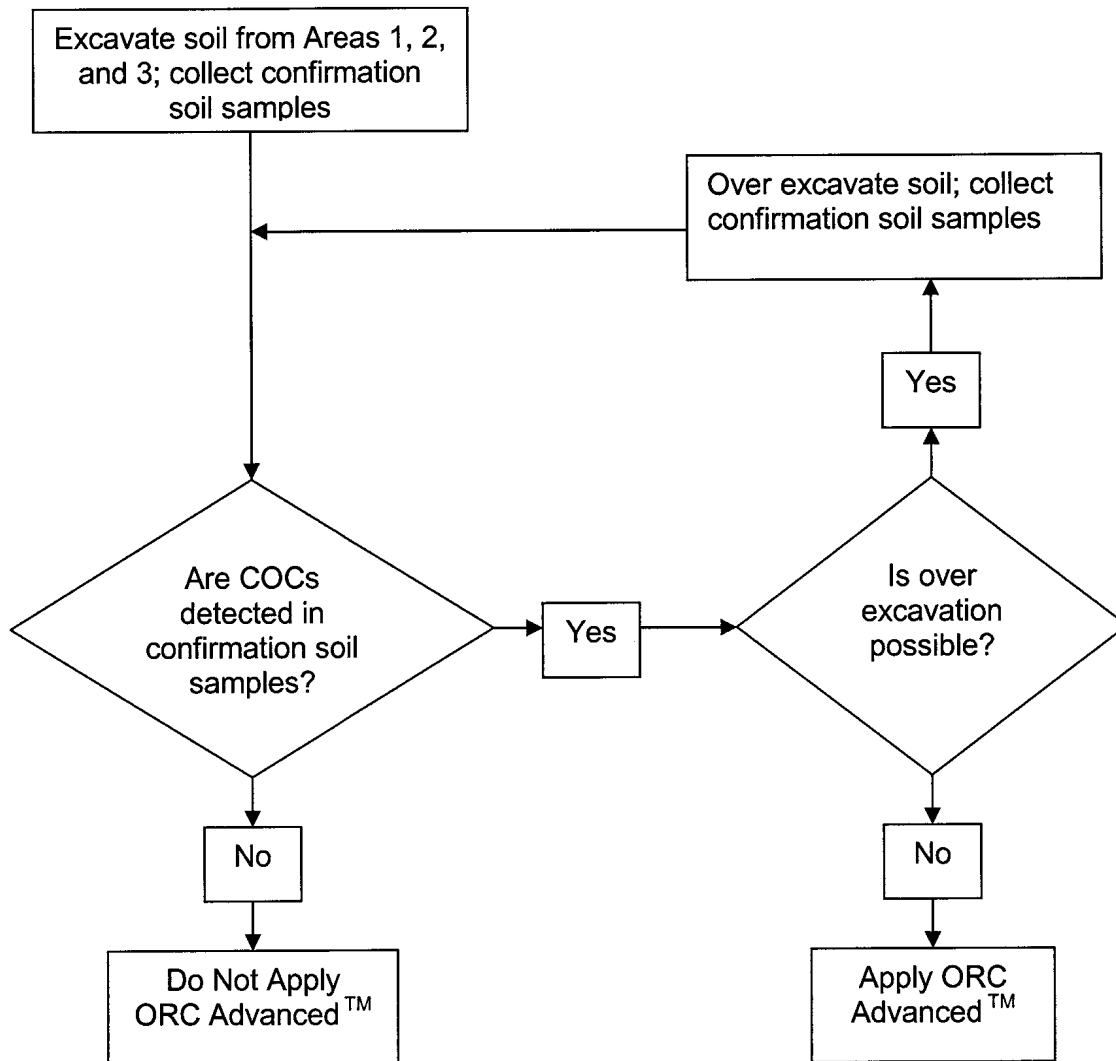 Excavate soil from Areas 1, 2,
and 3; collect confirmation
soil samples
Over excavate soil; collect
confirmation soil samples
Yes
Are COCs
detected in
confirmation soil
samples?
Yes
Is over
excavation
possible?
No
No
Do Not Apply
ORC Advanced™
Apply ORC
Advanced™